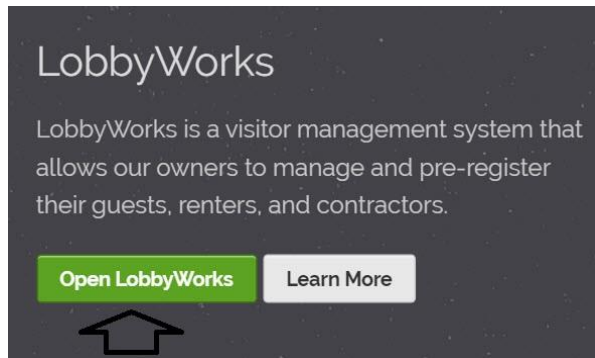 LobbyWorks
LobbyWorks is a visitor management system that
allows our owners to manage and pre-register
their guests, renters, and contractors.
Open LobbyWorks
Learn More